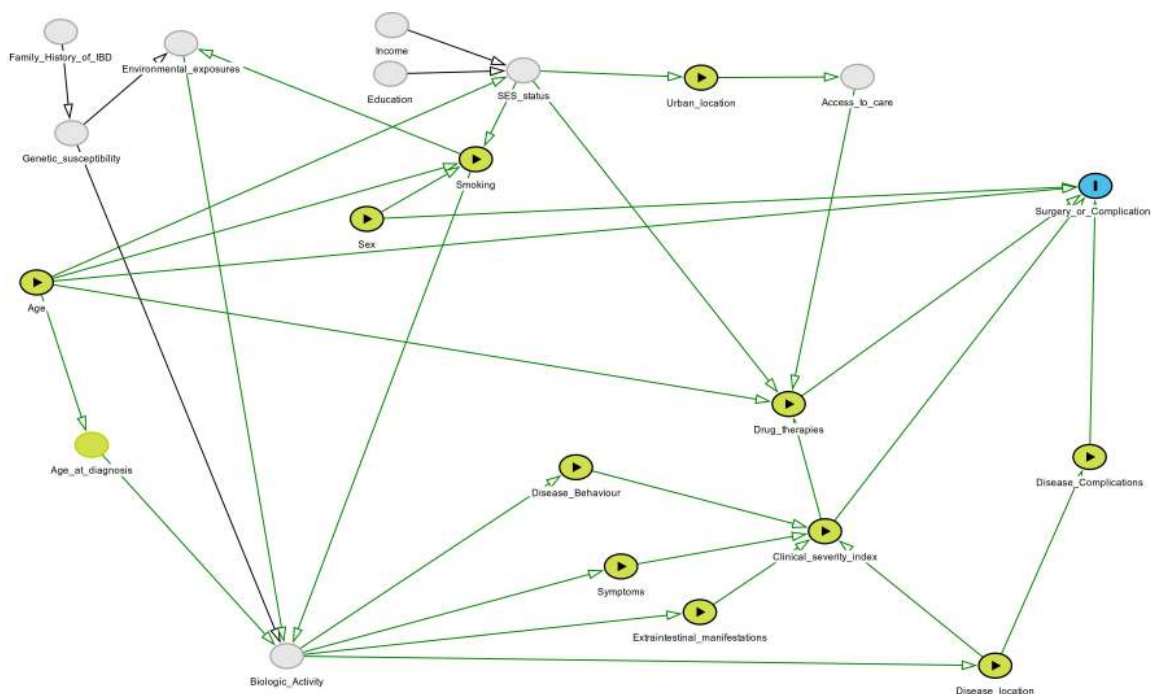 Family_History_of_IBD
Environmental_exposures
Income
Education
SES_status
Urban_location
Access_to_care
Genetic_susceptibility
Smoking
Sex
Surgery_or_Complication
Age
Drug_therapies
Age_at_diagnosis
Disease_Behaviour
Disease_Complications
Clinical_severity_index
Symptoms
Extraintestinal_manifestations
Biologic_Activity
Disease_location